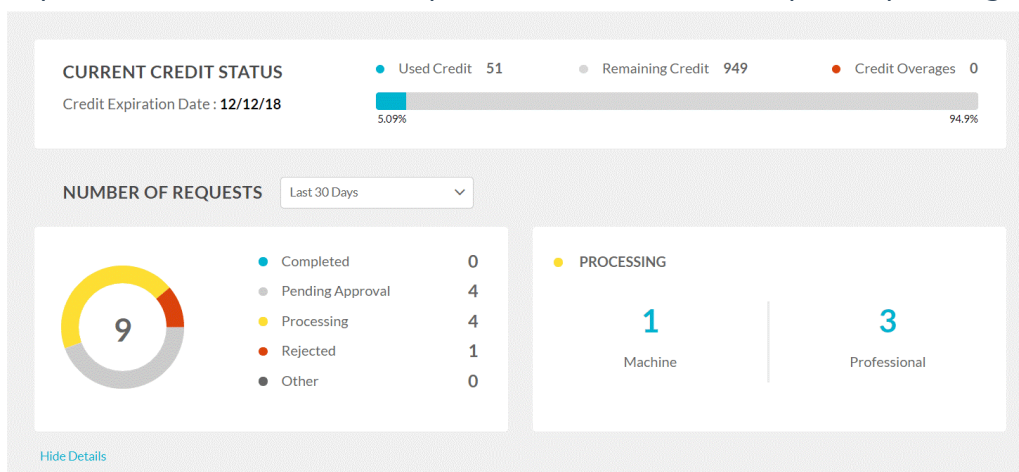 CURRENT CREDIT STATUS
Used Credit 51
Remaining Credit 949
Credit Overages 0
Credit Expiration Date : 12/12/18
5.09%
94.9%
NUMBER OF REQUESTS
Last 30 Days
9
Completed 0
Pending Approval 4
Processing 4
Rejected 1
Other 0
PROCESSING
1
Machine
3
Professional
Hide Details